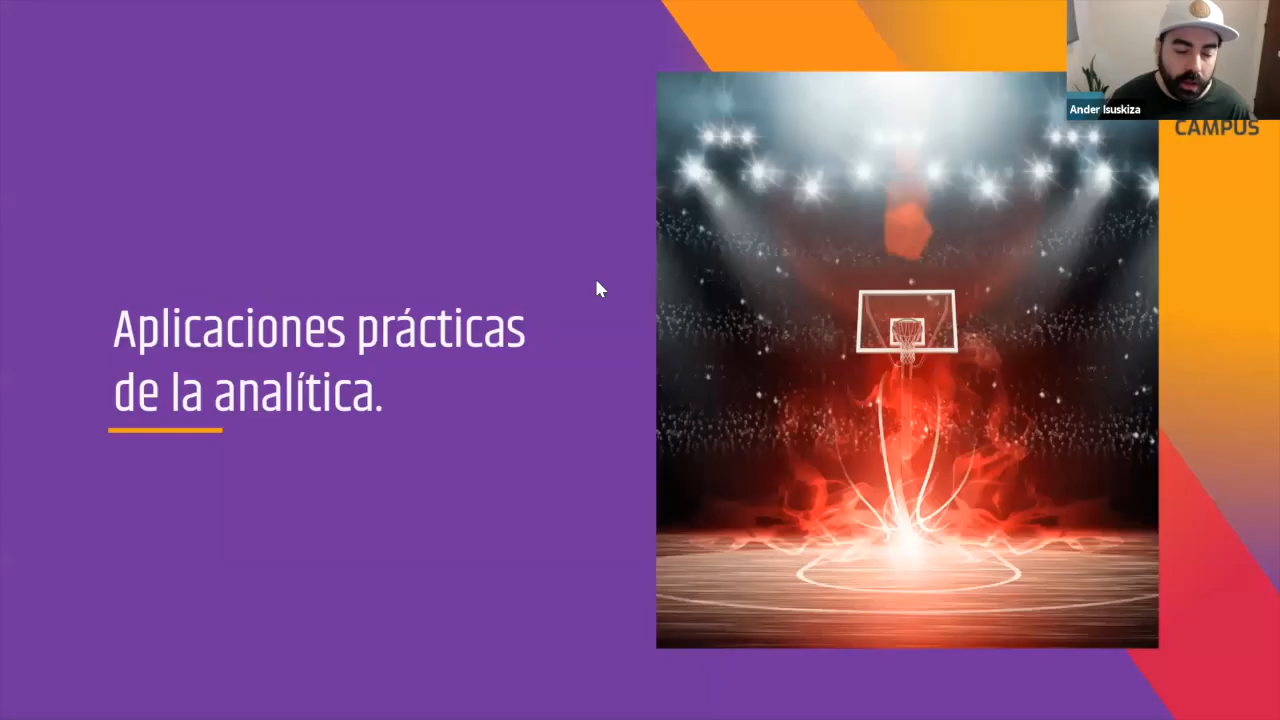 Ander Isuskiza
CAMPUS
Aplicaciones prácticas
de la analítica.